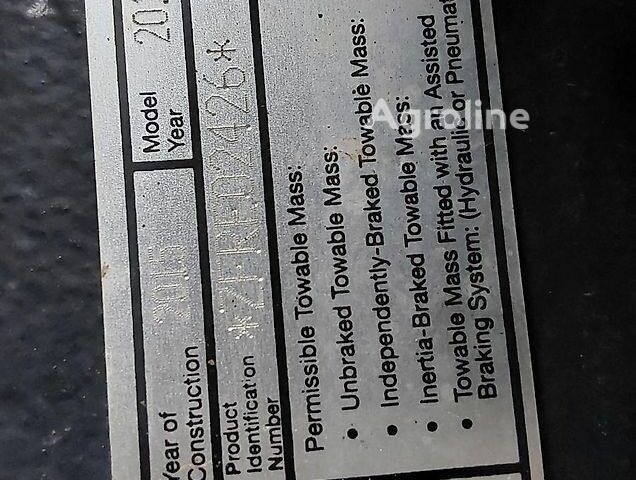 Year of Construction 2015
Model Year
Product Identification Number *ZFRE02426*
Permissible Towable Mass:
• Unbraked Towable Mass:
• Independently-Braked Towable Mass:
• Inertia-Braked Towable Mass:
• Towable Mass Fitted with an Assisted
Braking System: (Hydraulic or Pneumat
Agroline